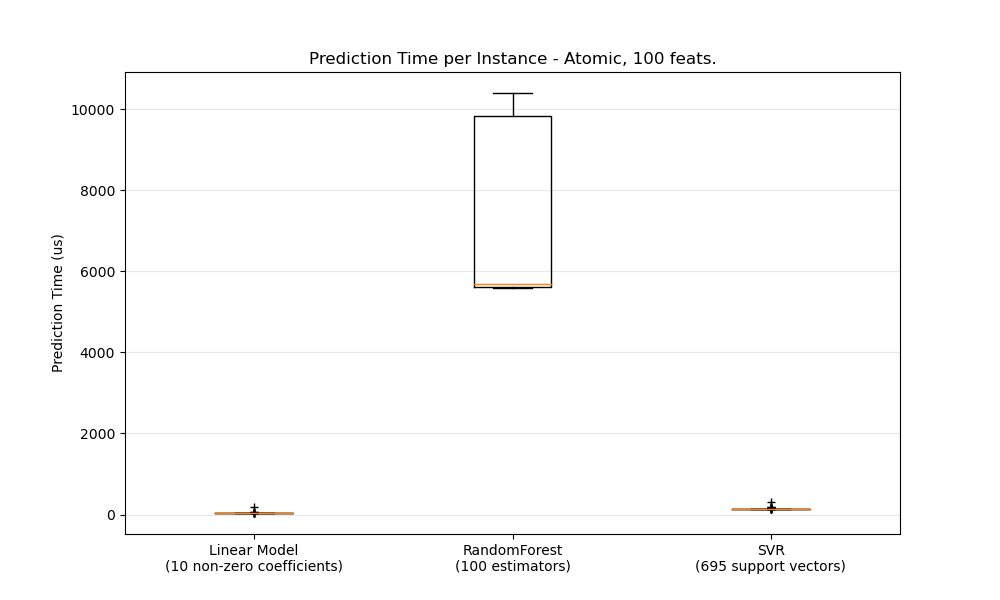 Prediction Time per Instance - Atomic, 100 feats.
Prediction Time (us)
10000
8000
6000
4000
2000
0
Linear Model
(10 non-zero coefficients)
RandomForest
(100 estimators)
SVR
(695 support vectors)